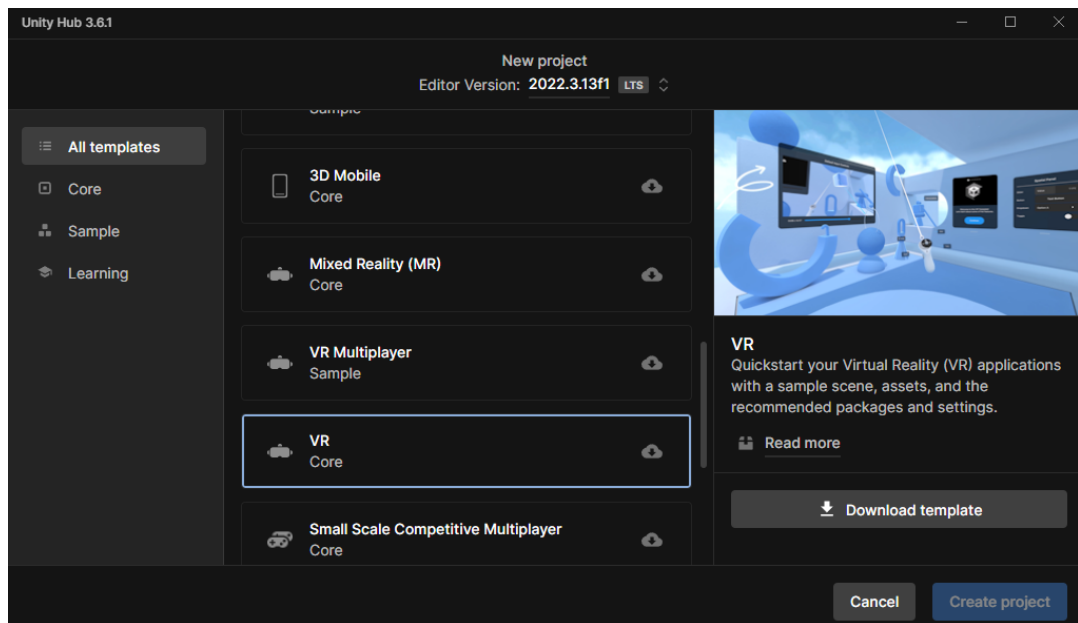 Unity Hub 3.6.1
New project
Editor Version: 2022.3.13f1 LTS
All templates
Core
Sample
Learning
Sample
3D Mobile
Core
Mixed Reality (MR)
Core
VR Multiplayer
Sample
VR
Core
Small Scale Competitive Multiplayer
Core
VR
Quickstart your Virtual Reality (VR) applications
with a sample scene, assets, and the
recommended packages and settings.
Read more
Download template
Cancel
Create project